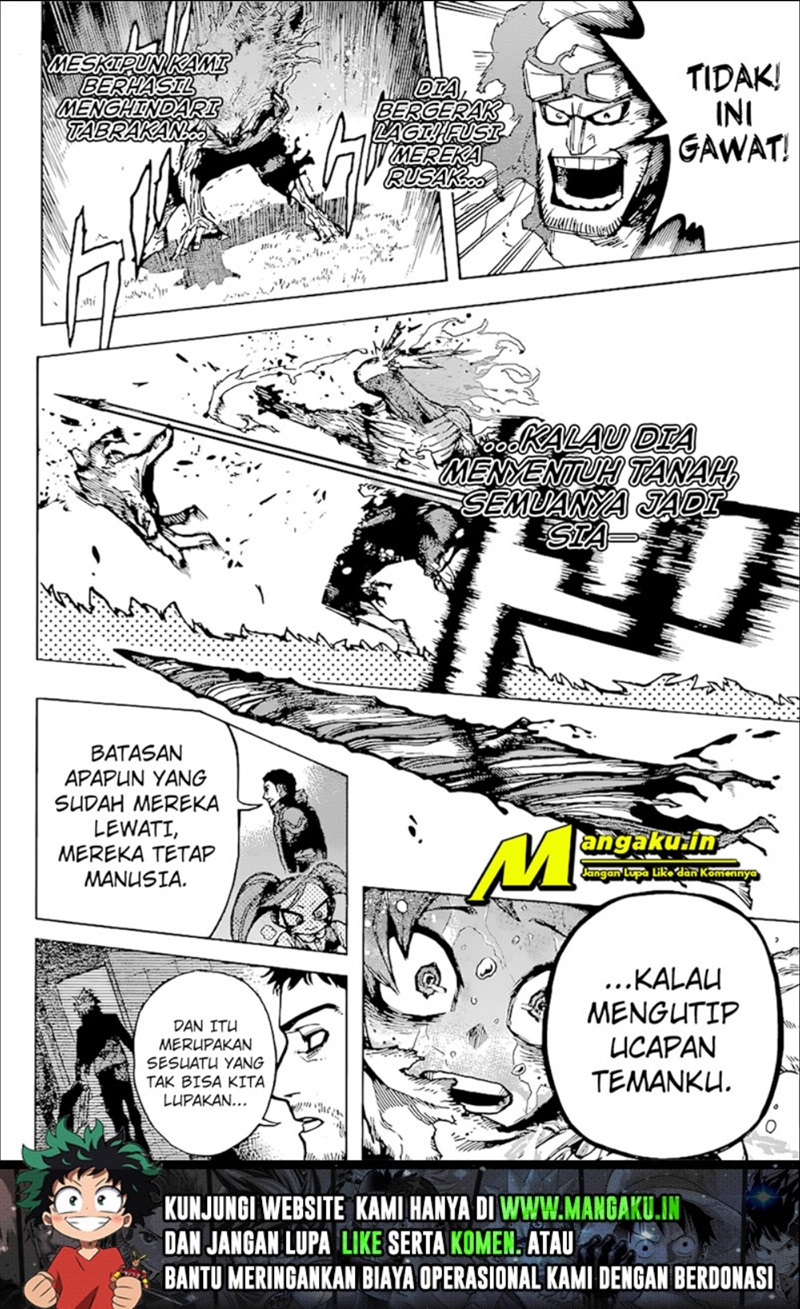 TIDAK!
INI
GAWAT!
DIA
BERGERAK
LAGI! FUSI
MEREKA
RUSAK...
MESKIPUN KAMI
BERHASIL
MENGHINDARI
TABRAKAN...
...KALAU DIA
MENYENTUH TANAH,
SEMUANYA JADI
SIA—
BATASAN
APAPUN YANG
SUDAH MEREKA
LEWATI,
MEREKA TETAP
MANUSIA.
Mangaku.in
Jangan Lupa Like dan Komennya
...KALAU
MENGUTIP
UCAPAN
TEMANKU.
DAN ITU
MERUPAKAN
SESUATU YANG
TAK BISA KITA
LUPAKAN...
KUNJUNGI WEBSITE KAMI HANYA DI WWW.MANGAKU.IN
DAN JANGAN LUPA LIKE SERTA KOMEN. ATAU
BANTU MERINGANKAN BIAYA OPERASIONAL KAMI DENGAN BERDONASI